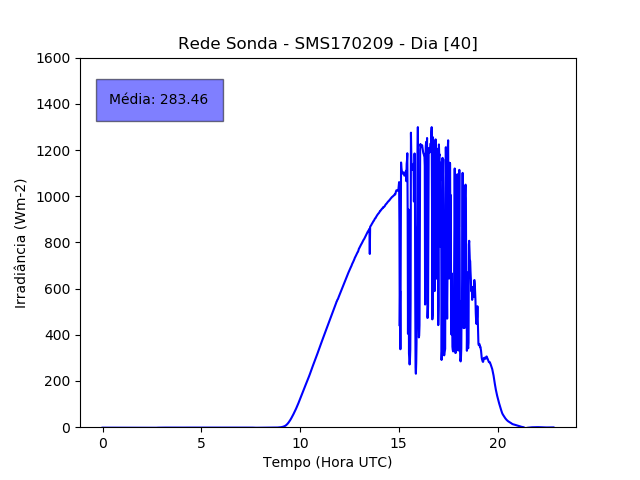 Rede Sonda - SMS170209 - Dia [40]
1600
1400
1200
1000
800
600
400
200
0
Média: 283.46
Irradiância (Wm-2)
0 5 10 15 20
Tempo (Hora UTC)